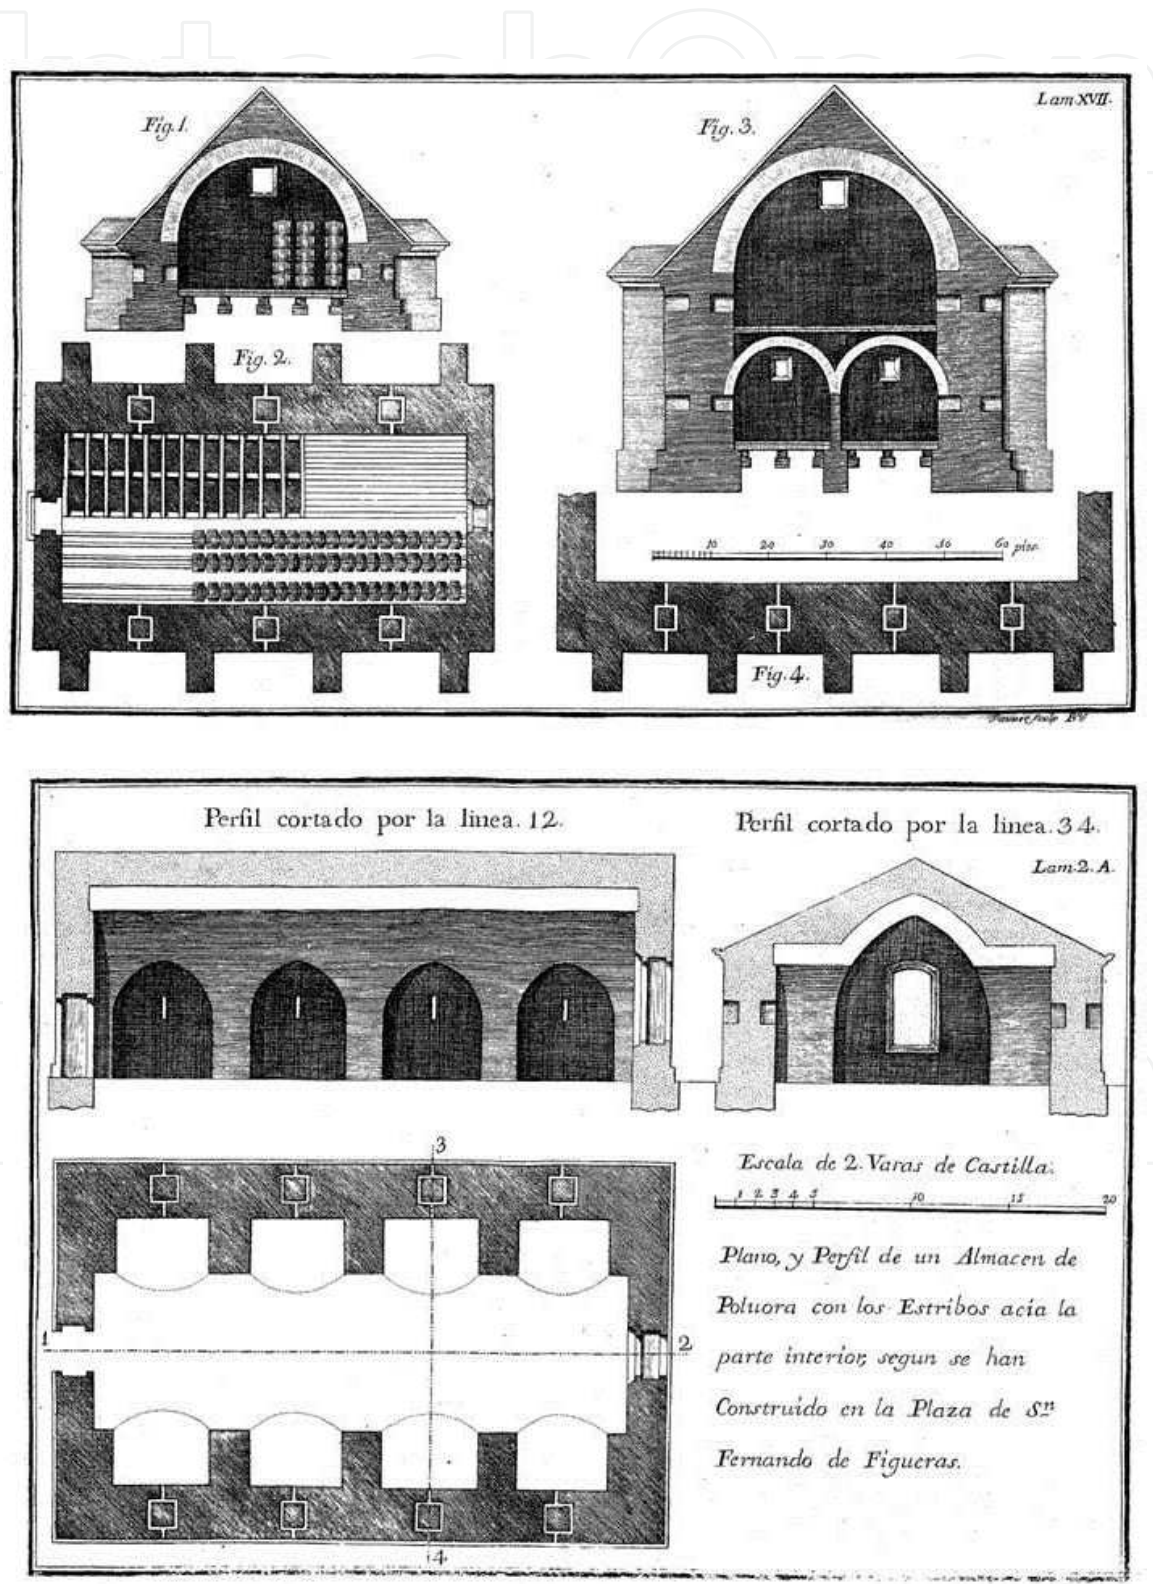 Lam.XVII.
Fig.1.
Fig. 3.
Fig. 2.
10 20 30 40 50 60 pies.
Fig.4.
sculp
Perfil cortado por la linea. 12.
Perfil cortado por la linea. 34.
Lam.2.A.
3
Escala de 2.Varas de Castilla.
1 2 3 4 5 10 15 20
Plano, y Perfil de un Almacen de
Poluora con los Estribos acia la
1
2
parte interior, segun se han
Construido en la Plaza de Sn
Fernando de Figueras.
4